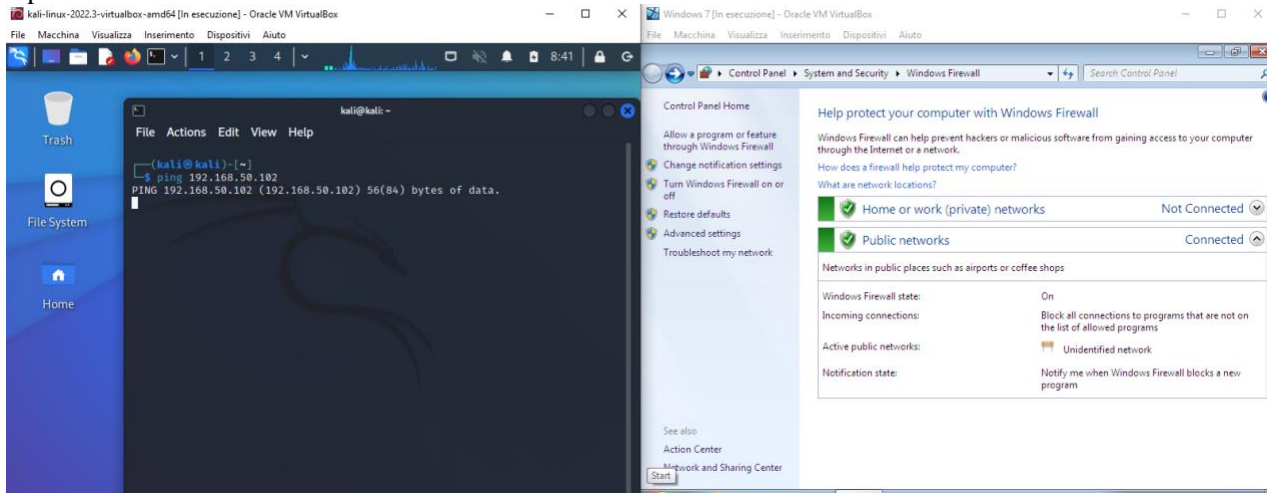 kali-linux-2022.3-virtualbox-amd64 [In esecuzione] - Oracle VM VirtualBox
File Macchina Visualizza Inserimento Dispositivi Aiuto
1 2 3 4
8:41
Trash
File System
Home
kali@kali: ~
File Actions Edit View Help
(kali㉿kali)-[~]
$ ping 192.168.50.102
PING 192.168.50.102 (192.168.50.102) 56(84) bytes of data.
Windows 7 [In esecuzione] - Oracle VM VirtualBox
File Macchina Visualizza Inserimento Dispositivi Aiuto
Control Panel System and Security Windows Firewall
Search Control Panel
Control Panel Home
Allow a program or feature
through Windows Firewall
Change notification settings
Turn Windows Firewall on or
off
Restore defaults
Advanced settings
Troubleshoot my network
See also
Action Center
Network and Sharing Center
Start
Help protect your computer with Windows Firewall
Windows Firewall can help prevent hackers or malicious software from gaining access to your computer
through the Internet or a network.
How does a firewall help protect my computer?
What are network locations?
Home or work (private) networks Not Connected
Public networks Connected
Networks in public places such as airports or coffee shops
Windows Firewall state: On
Incoming connections: Block all connections to programs that are not on
the list of allowed programs
Active public networks: Unidentified network
Notification state: Notify me when Windows Firewall blocks a new
program